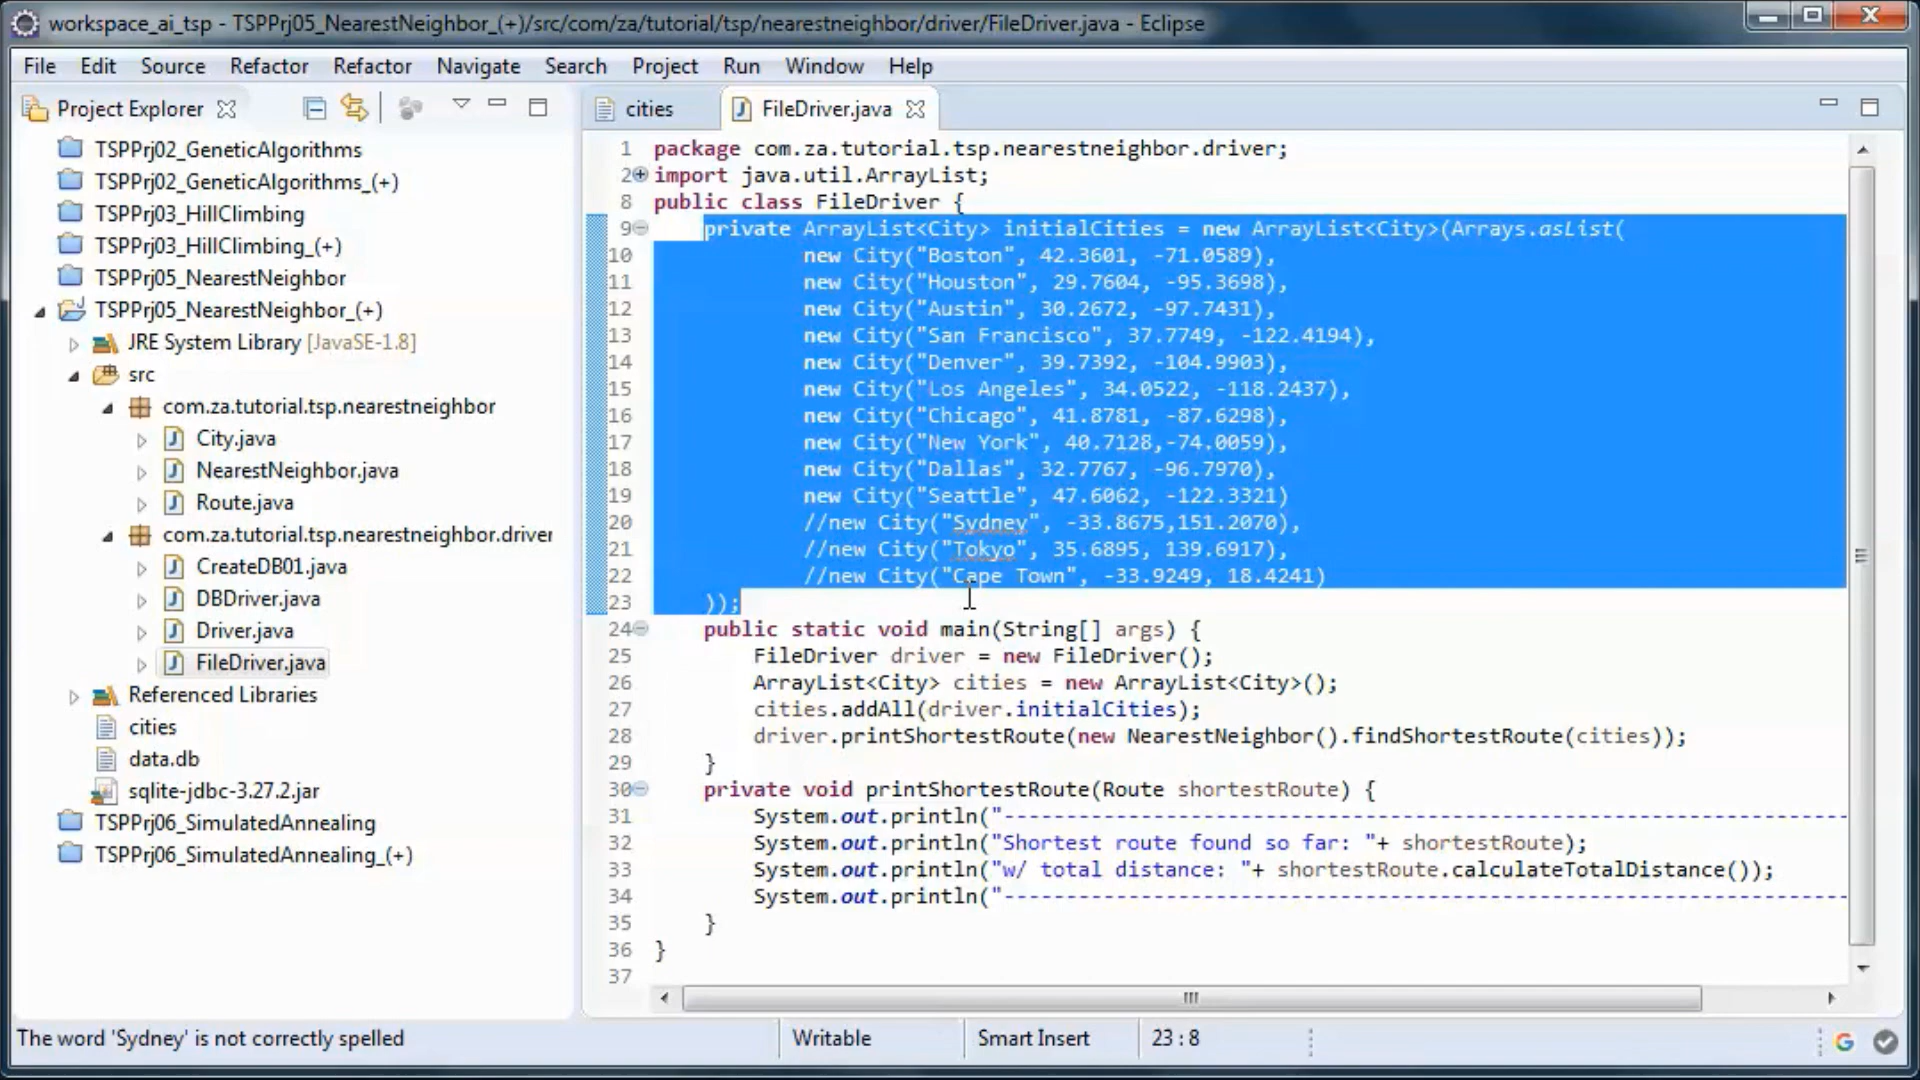 workspace_ai_tsp - TSPPrj05_NearestNeighbor_(+)/src/com/za/tutorial/tsp/nearestneighbor/driver/FileDriver.java - Eclipse
File Edit Source Refactor Refactor Navigate Search Project Run Window Help
Project Explorer
TSPPrj02_GeneticAlgorithms
TSPPrj02_GeneticAlgorithms_(+)
TSPPrj03_HillClimbing
TSPPrj03_HillClimbing_(+)
TSPPrj05_NearestNeighbor
TSPPrj05_NearestNeighbor_(+)
JRE System Library [JavaSE-1.8]
src
com.za.tutorial.tsp.nearestneighbor
City.java
NearestNeighbor.java
Route.java
com.za.tutorial.tsp.nearestneighbor.driver
CreateDB01.java
DBDriver.java
Driver.java
FileDriver.java
Referenced Libraries
cities
data.db
sqlite-jdbc-3.27.2.jar
TSPPrj06_SimulatedAnnealing
TSPPrj06_SimulatedAnnealing_(+)
cities FileDriver.java
1 package com.za.tutorial.tsp.nearestneighbor.driver;
2 import java.util.ArrayList;
8 public class FileDriver {
9 private ArrayList<City> initialCities = new ArrayList<City>(Arrays.asList(
10 new City("Boston", 42.3601, -71.0589),
11 new City("Houston", 29.7604, -95.3698),
12 new City("Austin", 30.2672, -97.7431),
13 new City("San Francisco", 37.7749, -122.4194),
14 new City("Denver", 39.7392, -104.9903),
15 new City("Los Angeles", 34.0522, -118.2437),
16 new City("Chicago", 41.8781, -87.6298),
17 new City("New York", 40.7128,-74.0059),
18 new City("Dallas", 32.7767, -96.7970),
19 new City("Seattle", 47.6062, -122.3321)
20 //new City("Sydney", -33.8675,151.2070),
21 //new City("Tokyo", 35.6895, 139.6917),
22 //new City("Cape Town", -33.9249, 18.4241)
23 ));
24 public static void main(String[] args) {
25 FileDriver driver = new FileDriver();
26 ArrayList<City> cities = new ArrayList<City>();
27 cities.addAll(driver.initialCities);
28 driver.printShortestRoute(new NearestNeighbor().findShortestRoute(cities));
29 }
30 private void printShortestRoute(Route shortestRoute) {
31 System.out.println("--------------------------------------------------------------------
32 System.out.println("Shortest route found so far: "+ shortestRoute);
33 System.out.println("w/ total distance: "+ shortestRoute.calculateTotalDistance());
34 System.out.println("--------------------------------------------------------------------
35 }
36 }
37
The word 'Sydney' is not correctly spelled Writable Smart Insert 23 : 8